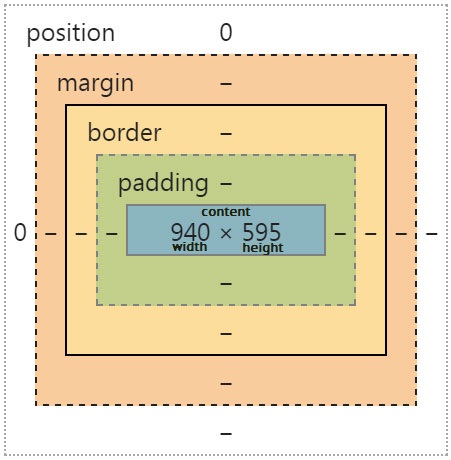 position 0
margin –
border –
padding –
content
0 – – – 940 × 595 – – – –
width height
–
–
–
–